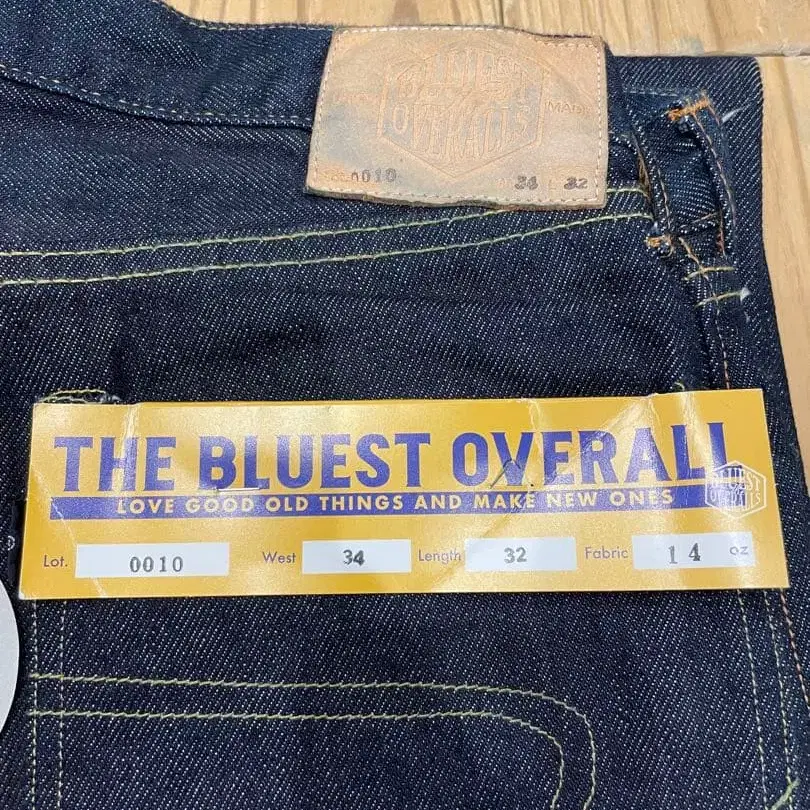 BLUEST
OVERALLS
MADE
0010 34 L 32
THE BLUEST OVERALL
LOVE GOOD OLD THINGS AND MAKE NEW ONES
BLUEST
OVERALLS
Lot. 0010 West 34 Length 32 Fabric 14 oz